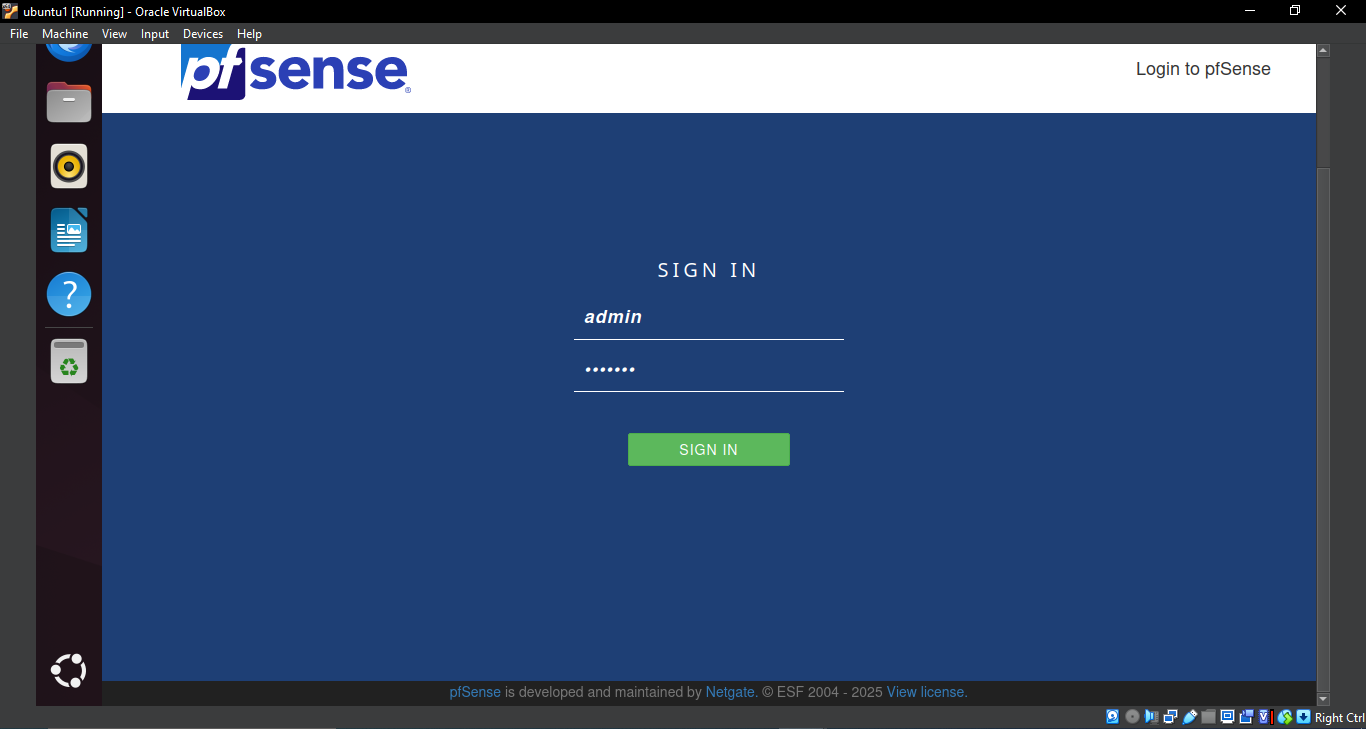 ubuntu1 [Running] - Oracle VirtualBox
File Machine View Input Devices Help
pfsense®
Login to pfSense
SIGN IN
admin
•••••••
SIGN IN
pfSense is developed and maintained by Netgate. © ESF 2004 - 2025 View license.
Right Ctrl